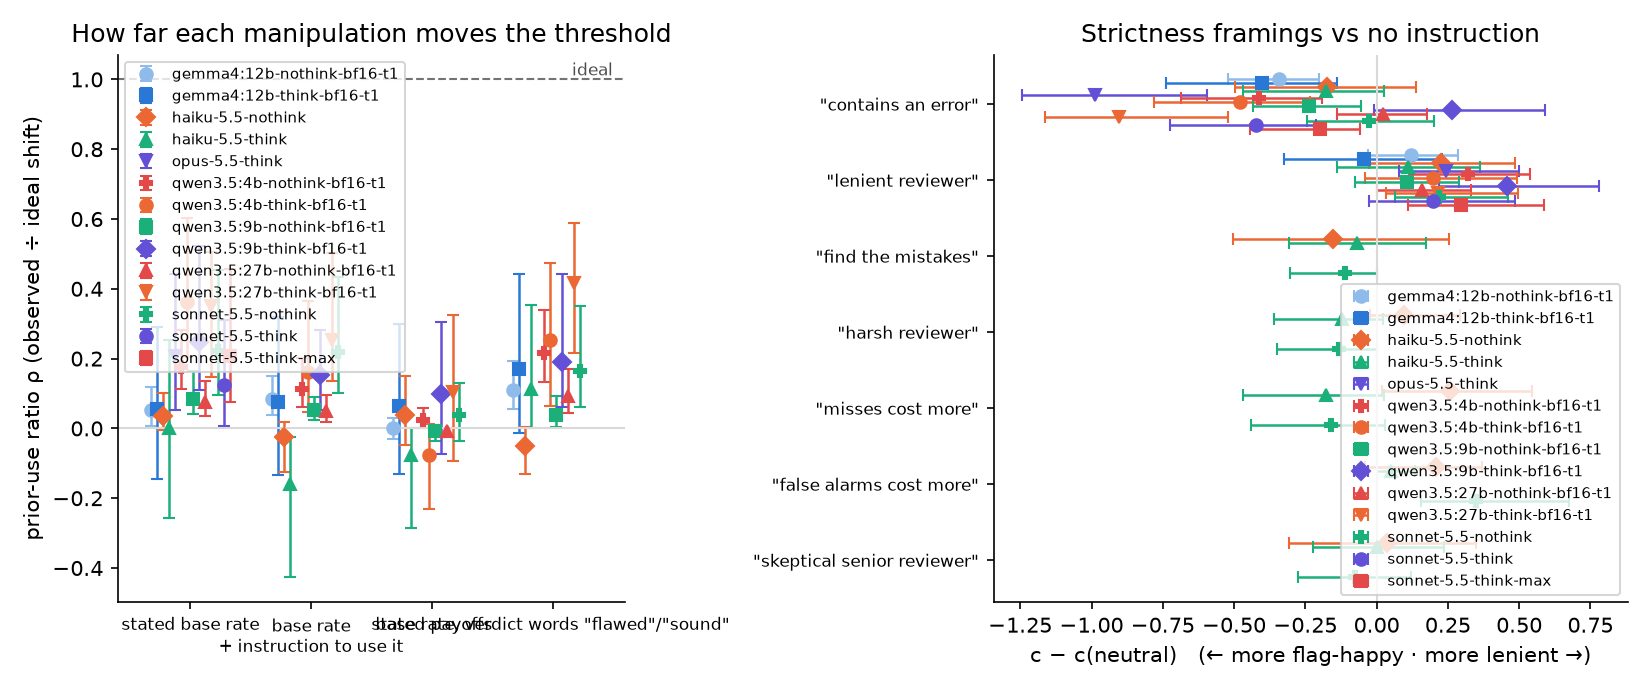 How far each manipulation moves the threshold
prior-use ratio ρ (observed ÷ ideal shift)
1.0
0.8
0.6
0.4
0.2
0.0
−0.2
−0.4
ideal
gemma4:12b-nothink-bf16-t1
gemma4:12b-think-bf16-t1
haiku-5.5-nothink
haiku-5.5-think
opus-5.5-think
qwen3.5:4b-nothink-bf16-t1
qwen3.5:4b-think-bf16-t1
qwen3.5:9b-nothink-bf16-t1
qwen3.5:9b-think-bf16-t1
qwen3.5:27b-nothink-bf16-t1
qwen3.5:27b-think-bf16-t1
sonnet-5.5-nothink
sonnet-5.5-think
sonnet-5.5-think-max
stated base rate
base rate
+ instruction to use it
stated payoffs
verdict words "flawed"/"sound"
Strictness framings vs no instruction
"contains an error"
"lenient reviewer"
"find the mistakes"
"harsh reviewer"
"misses cost more"
"false alarms cost more"
"skeptical senior reviewer"
gemma4:12b-nothink-bf16-t1
gemma4:12b-think-bf16-t1
haiku-5.5-nothink
haiku-5.5-think
opus-5.5-think
qwen3.5:4b-nothink-bf16-t1
qwen3.5:4b-think-bf16-t1
qwen3.5:9b-nothink-bf16-t1
qwen3.5:9b-think-bf16-t1
qwen3.5:27b-nothink-bf16-t1
qwen3.5:27b-think-bf16-t1
sonnet-5.5-nothink
sonnet-5.5-think
sonnet-5.5-think-max
−1.25 −1.00 −0.75 −0.50 −0.25 0.00 0.25 0.50 0.75
c − c(neutral) (← more flag-happy · more lenient →)